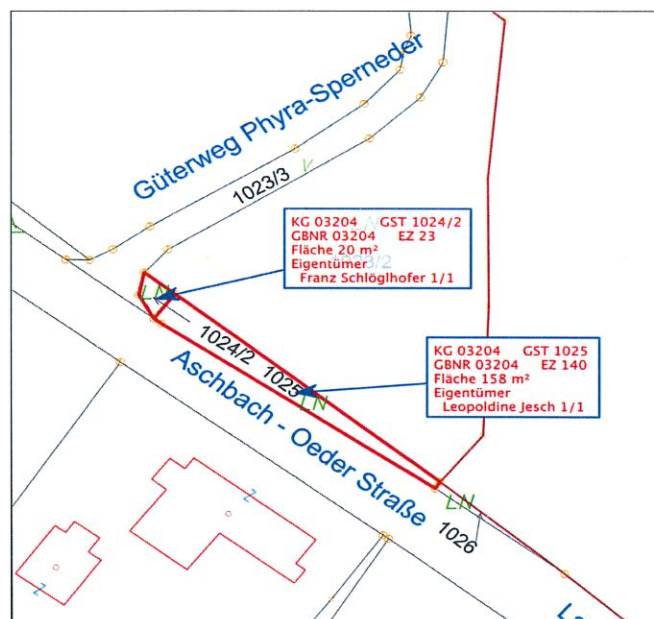 Güterweg Phyra-Sperneder
1023/3
V
KG 03204 GST 1024/2
GBNR 03204 EZ 23
Fläche 20 m²
Eigentümer
Franz Schlöglhofer 1/1
LN
1024/2
1025
LN
KG 03204 GST 1025
GBNR 03204 EZ 140
Fläche 158 m²
Eigentümer
Leopoldine Jesch 1/1
Aschbach - Oeder Straße
LN
1026
Z
Z